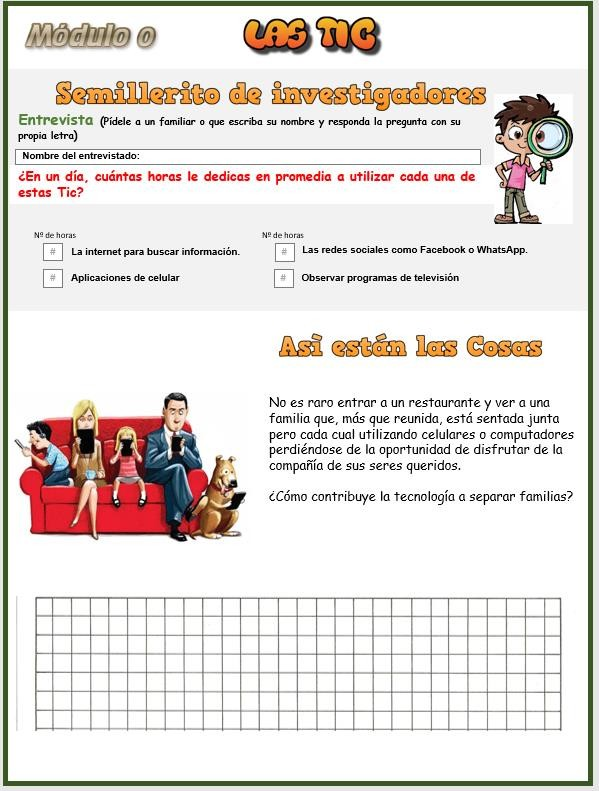 Módulo 0
LAS TIC
Semillerito de investigadores
Entrevista (Pídele a un familiar o que escriba su nombre y responda la pregunta con su
propia letra)
Nombre del entrevistado:
¿En un día, cuántas horas le dedicas en promedia a utilizar cada una de
estas Tic?
Nº de horas
# La internet para buscar información.
# Aplicaciones de celular
Nº de horas
# Las redes sociales como Facebook o WhatsApp.
# Observar programas de televisión
Asì están las Cosas
No es raro entrar a un restaurante y ver a una
familia que, más que reunida, está sentada junta
pero cada cual utilizando celulares o computadores
perdiéndose de la oportunidad de disfrutar de la
compañía de sus seres queridos.
¿Cómo contribuye la tecnología a separar familias?